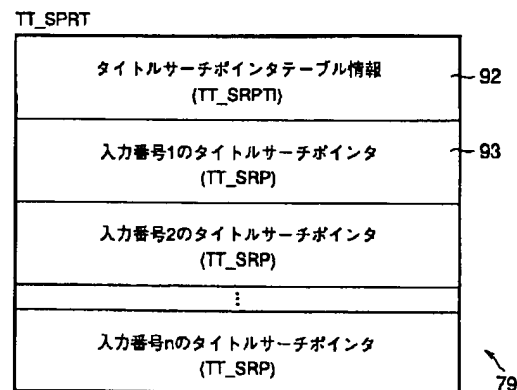 TT_SPRT
タイトルサーチポインタテーブル情報
(TT_SRPTI)
92
入力番号1のタイトルサーチポインタ
(TT_SRP)
93
入力番号2のタイトルサーチポインタ
(TT_SRP)
⋮
入力番号nのタイトルサーチポインタ
(TT_SRP)
79